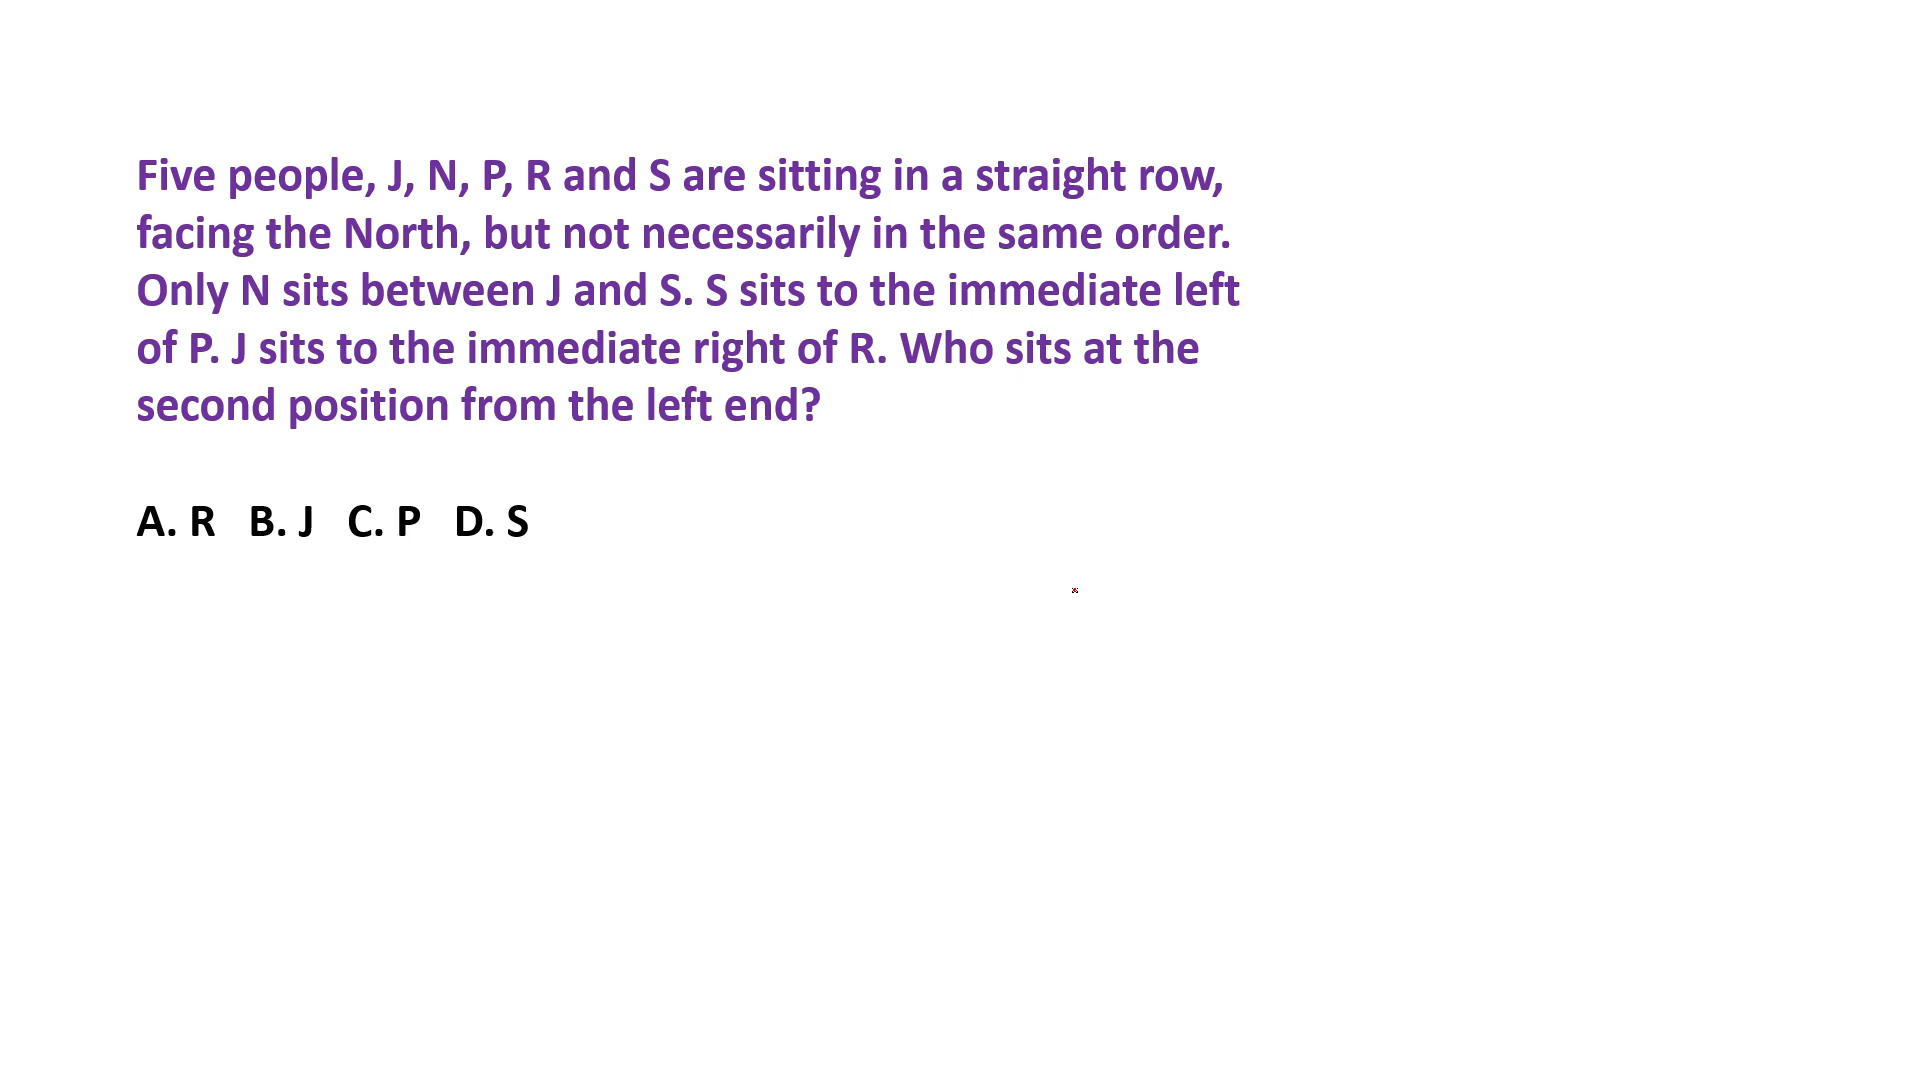 Five people, J, N, P, R and S are sitting in a straight row,
facing the North, but not necessarily in the same order.
Only N sits between J and S. S sits to the immediate left
of P. J sits to the immediate right of R. Who sits at the
second position from the left end?
A. R B. J C. P D. S